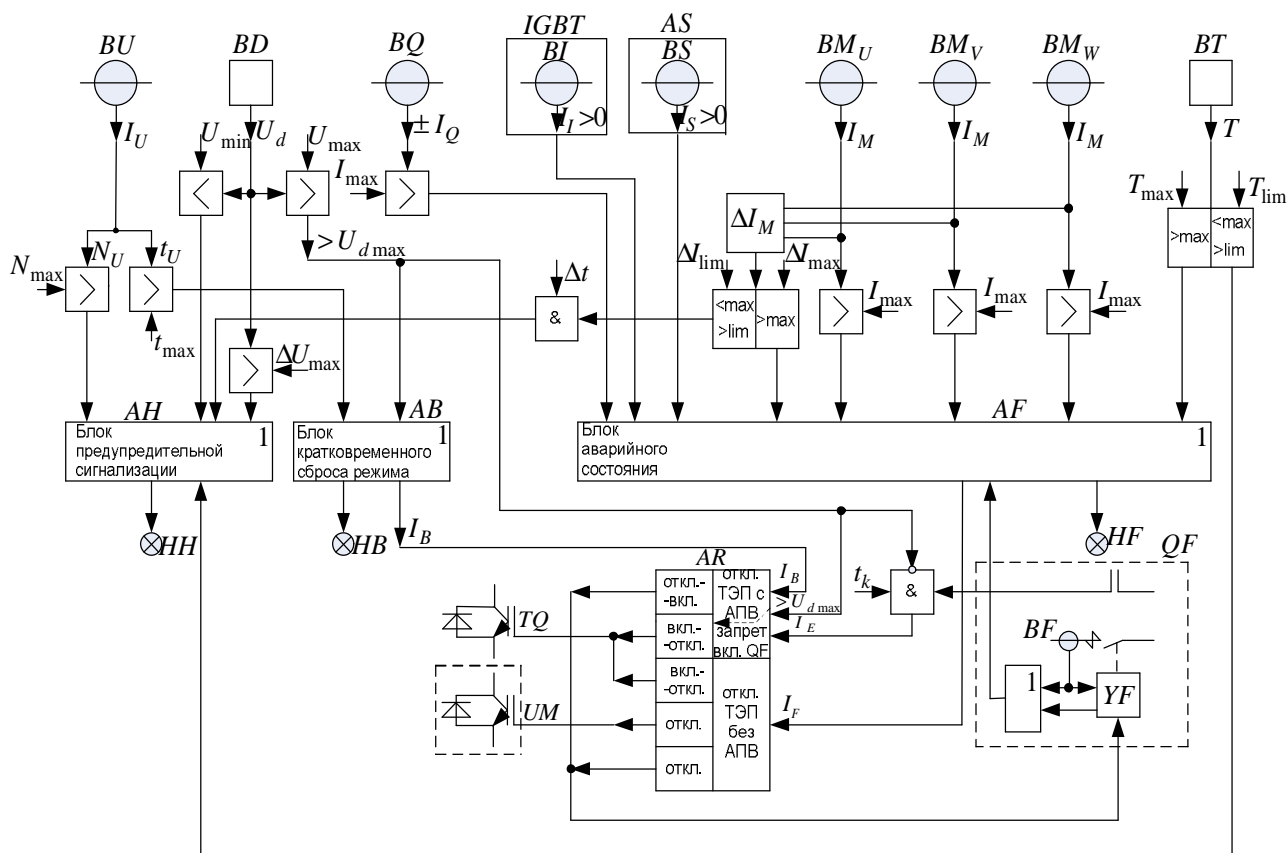 IGBT
AS
BU
BD
BQ
BI
BS
BM_U
BM_V
BM_W
BT
I_U
U_min
U_d
U_max
± I_Q
I_I >0
I_S >0
I_M
I_M
I_M
T
I_max
<
>
>
T_max
T_lim
ΔI_M
>max
<max
>lim
> U_d max
N_max
N_U
t_U
>
>
Δt
&
ΔI_lim
ΔI_max
<max
>lim
>max
>
I_max
>
I_max
>
I_max
t_max
>
ΔU_max
AH
AB
AF
Блок
предупредительной
сигнализации
1
Блок
кратковременного
сброса режима
1
Блок
аварийного
состояния
1
HH
HB
I_B
HF
QF
AR
откл.-
-вкл.
откл.
ТЭП с
АПВ
запрет
вкл. QF
I_B
> U_d max
I_E
t_k
&
TQ
вкл.-
-откл.
BF
вкл.-
-откл.
откл.
ТЭП
без
АПВ
1
YF
UM
откл.
I_F
откл.